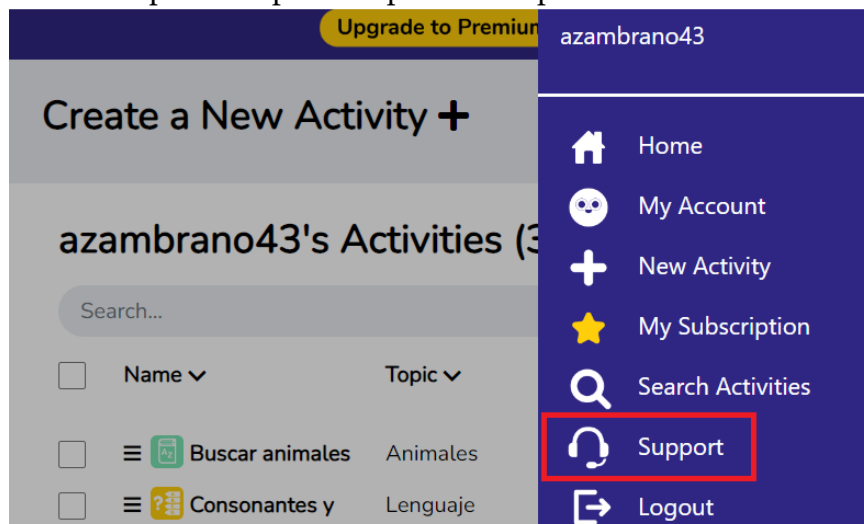 Upgrade to Premium
azambrano43
Create a New Activity +
Home
My Account
azambrano43's Activities (3
New Activity
Search...
My Subscription
Name
Topic
Search Activities
Buscar animales
Animales
Support
Consonantes y
Lenguaje
Logout